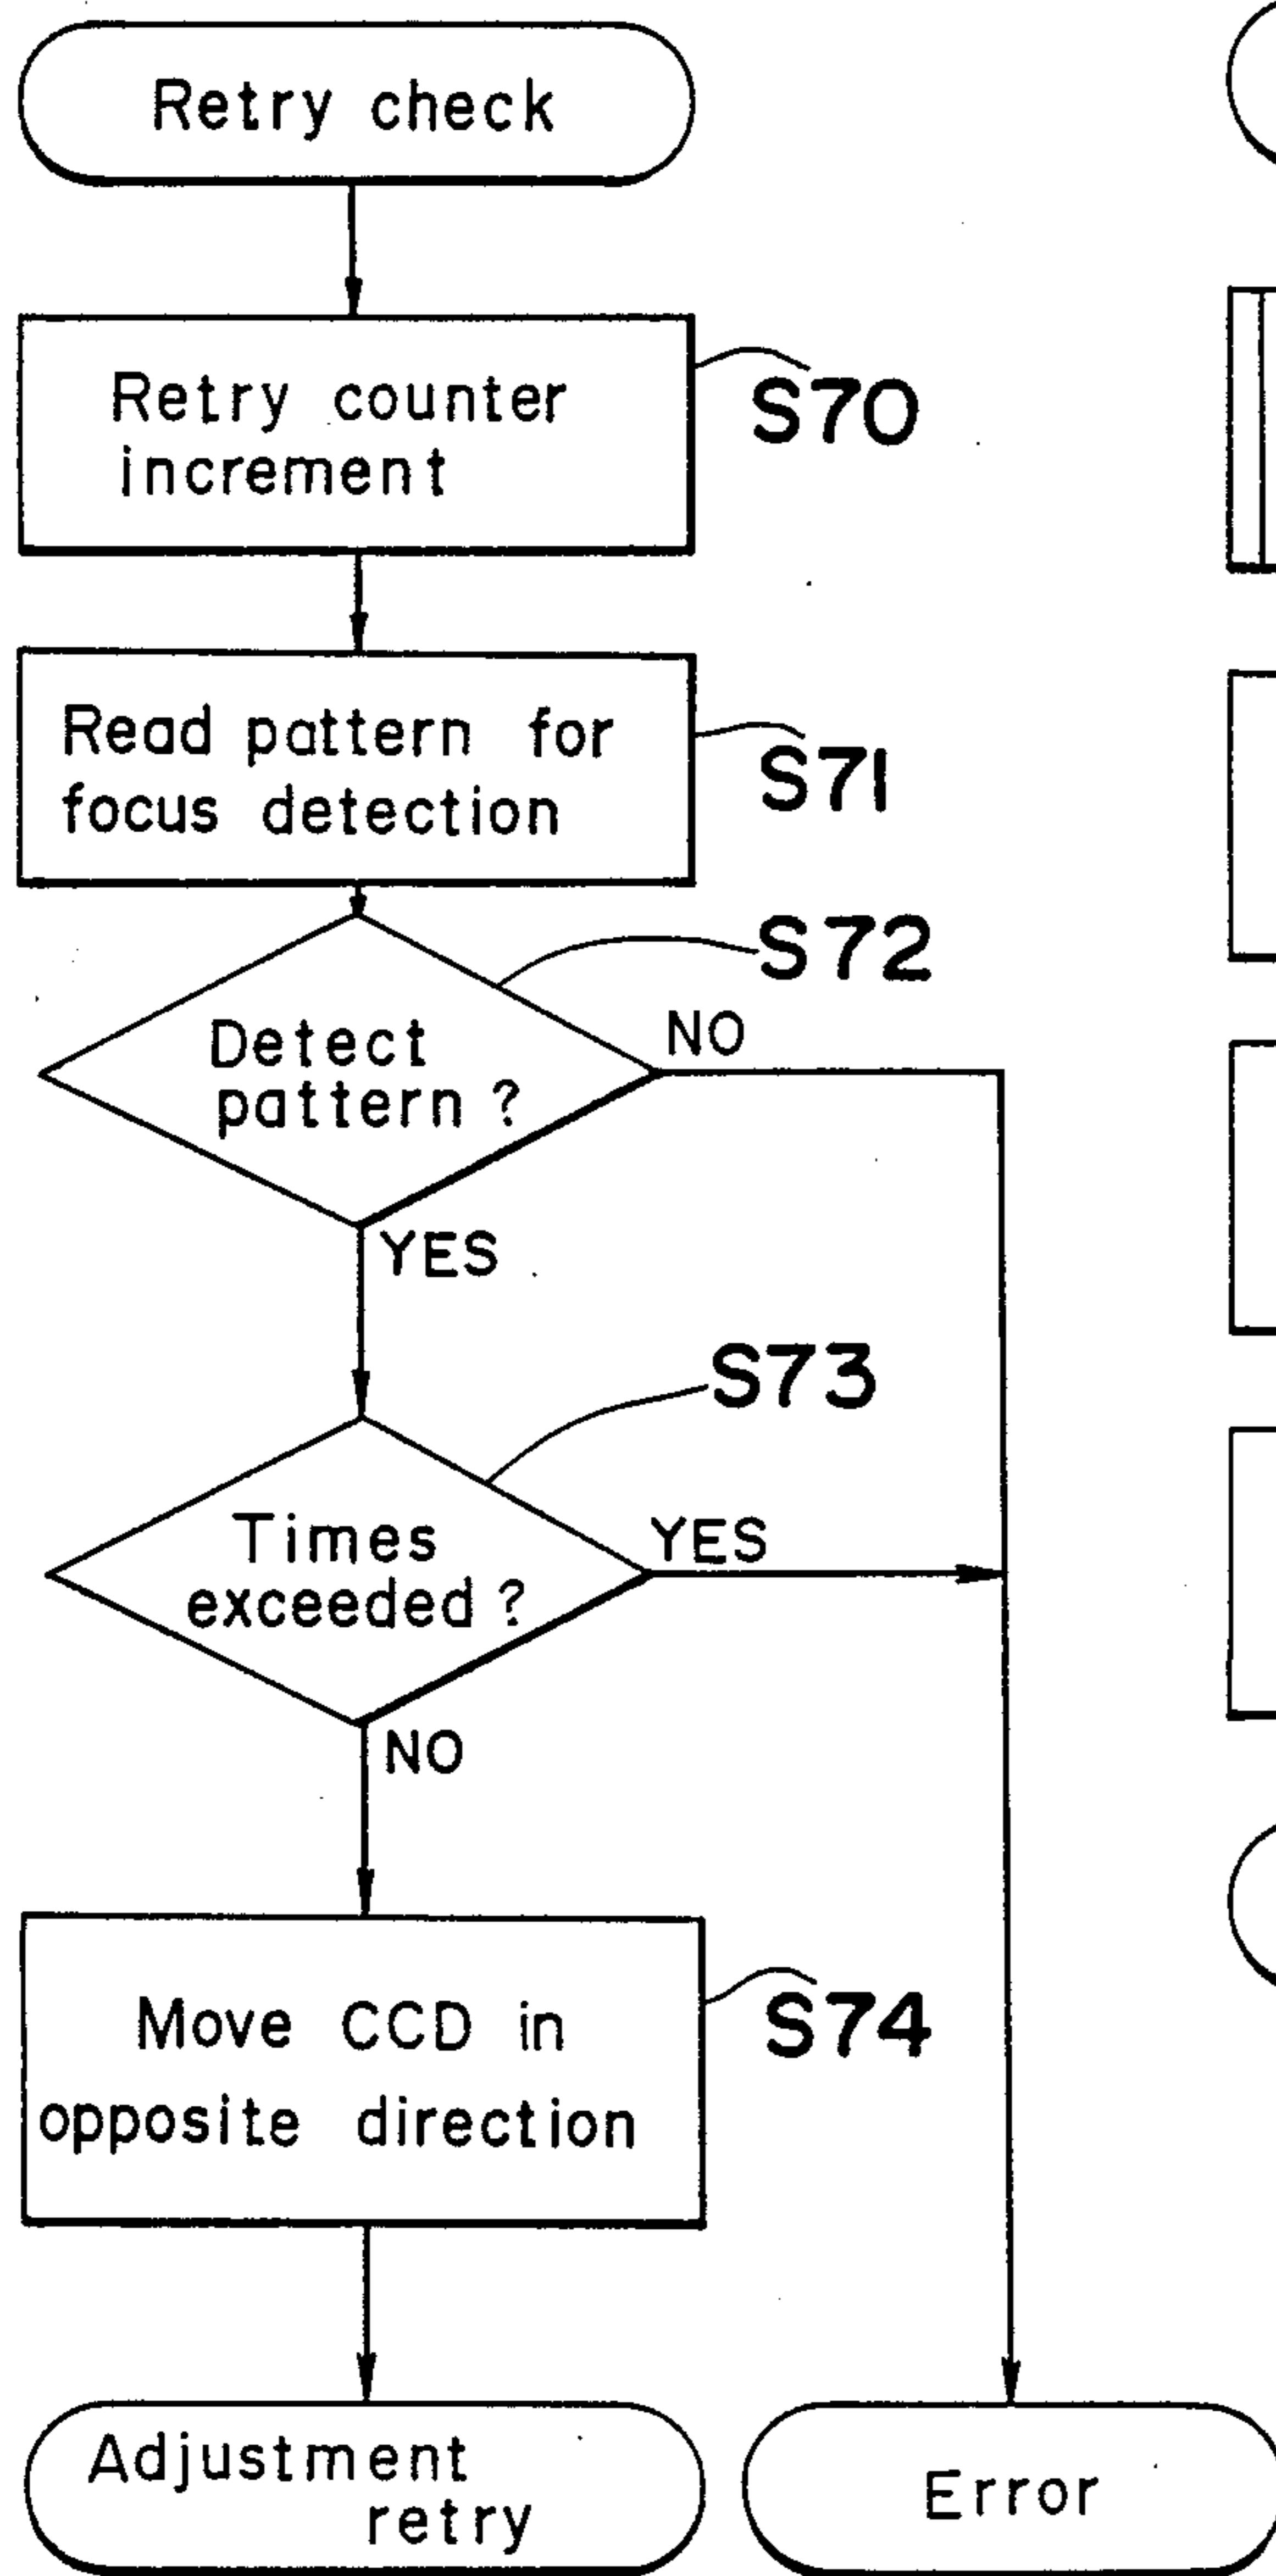 Retry check
Retry counter
increment
S70
Read pattern for
focus detection
S71
S72
Detect
pattern ?
NO
YES
S73
Times
exceeded ?
YES
NO
Move CCD in
opposite direction
S74
Adjustment
retry
Error